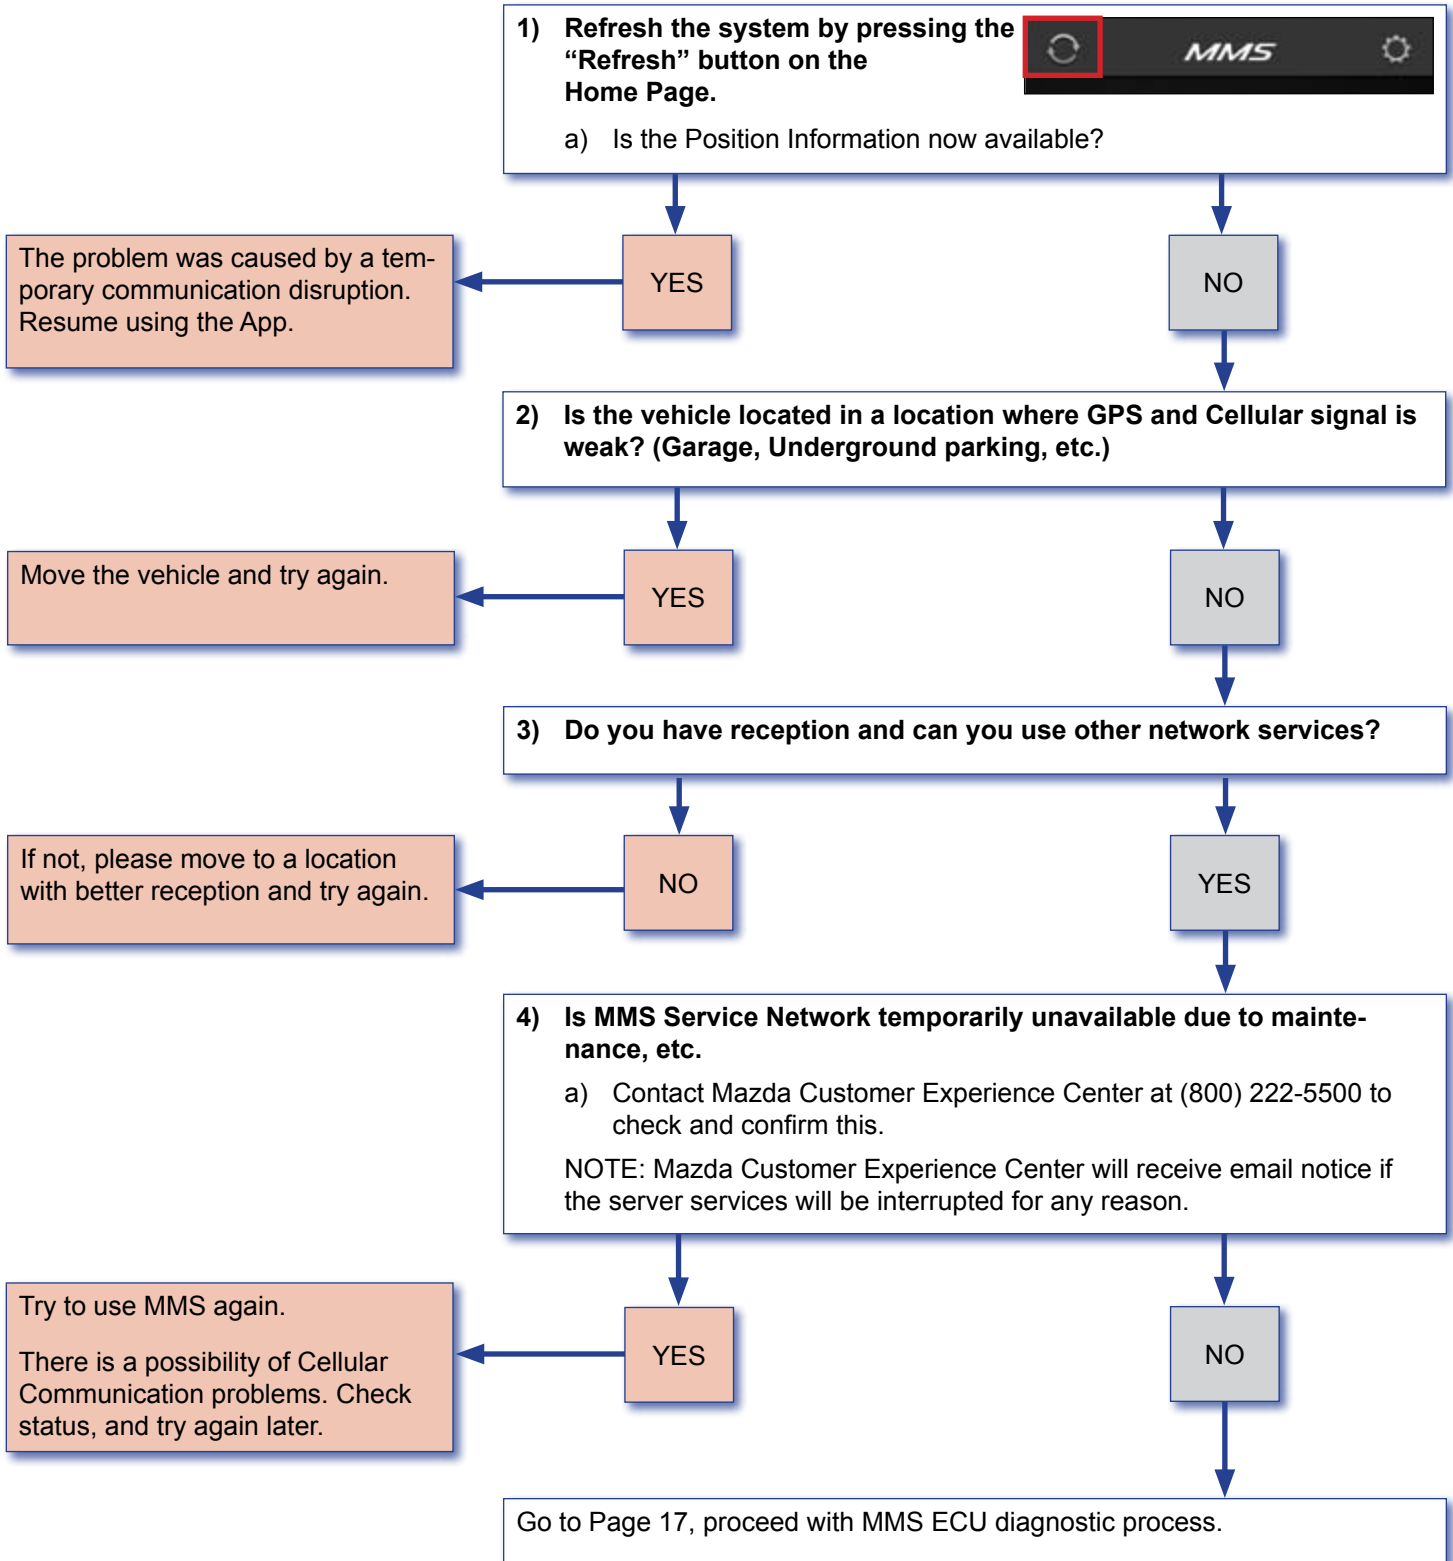 1) Refresh the system by pressing the
“Refresh” button on the
Home Page.
MMS
a) Is the Position Information now available?
The problem was caused by a tem-
porary communication disruption.
Resume using the App.
YES
NO
2) Is the vehicle located in a location where GPS and Cellular signal is
weak? (Garage, Underground parking, etc.)
Move the vehicle and try again.
YES
NO
3) Do you have reception and can you use other network services?
If not, please move to a location
with better reception and try again.
NO
YES
4) Is MMS Service Network temporarily unavailable due to mainte-
nance, etc.
a) Contact Mazda Customer Experience Center at (800) 222-5500 to
check and confirm this.
NOTE: Mazda Customer Experience Center will receive email notice if
the server services will be interrupted for any reason.
Try to use MMS again.
There is a possibility of Cellular
Communication problems. Check
status, and try again later.
YES
NO
Go to Page 17, proceed with MMS ECU diagnostic process.